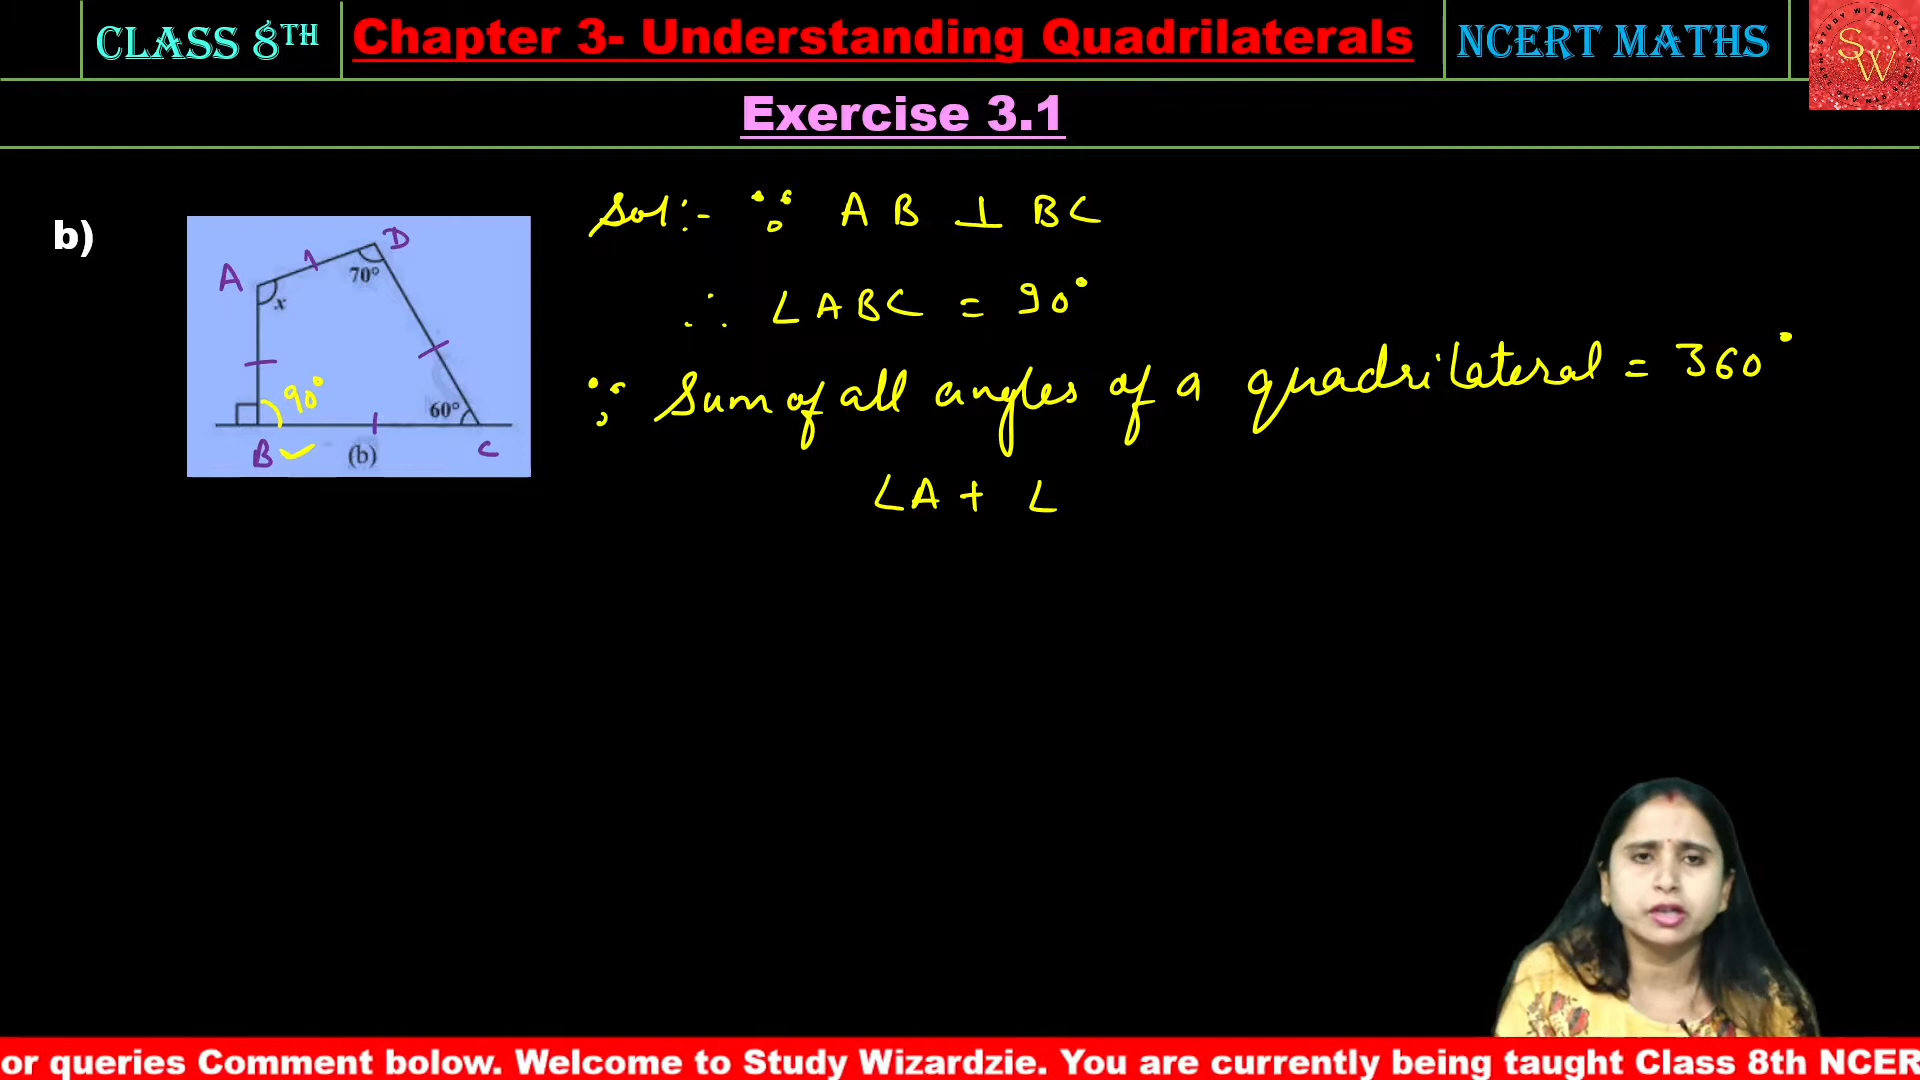 CLASS 8TH
Chapter 3- Understanding Quadrilaterals
NCERT MATHS
SW
Exercise 3.1
b)
Sol:- ∵ AB ⊥ BC
∴ ∠ABC = 90°
∵ Sum of all angles of a quadrilateral = 360°
∠A + ∠
A
D
70°
x
90°
60°
B
(b)
C
or queries Comment bolow. Welcome to Study Wizardzie. You are currently being taught Class 8th NCER